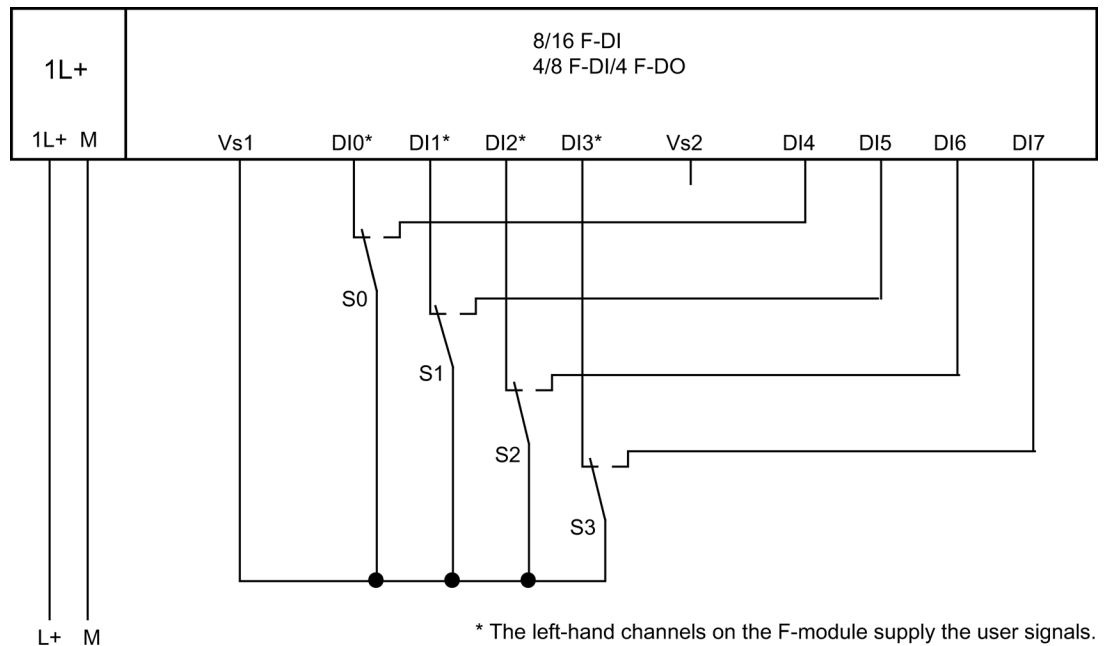 1L+
8/16 F-DI
4/8 F-DI/4 F-DO
1L+ M Vs1 DI0* DI1* DI2* DI3* Vs2 DI4 DI5 DI6 DI7
S0
S1
S2
S3
L+ M
* The left-hand channels on the F-module supply the user signals.